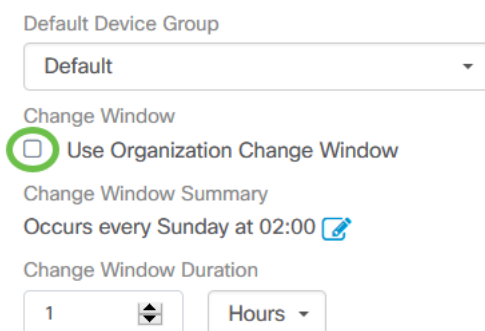 Default Device Group
Default
Change Window
Use Organization Change Window
Change Window Summary
Occurs every Sunday at 02:00
Change Window Duration
1 Hours